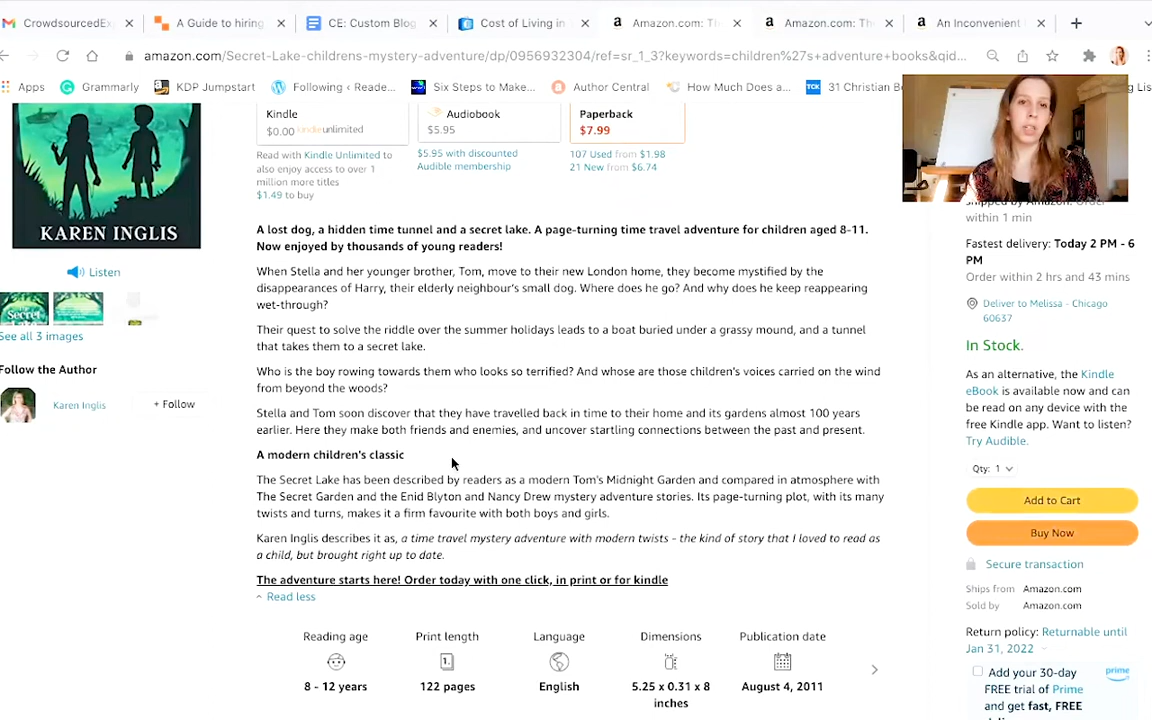 CrowdsourcedEx
A Guide to hiring
CE: Custom Blog
Cost of Living in
Amazon.com: Th
Amazon.com: The
An Inconvenient
amazon.com/Secret-Lake-childrens-mystery-adventure/dp/0956932304/ref=sr_1_3?keywords=children%27s+adventure+books&qid...
Apps
Grammarly
KDP Jumpstart
Following ‹ Reade...
Six Steps to Make...
Author Central
How Much Does a...
31 Christian B
g Lis
KAREN INGLIS
Listen
See all 3 images
Follow the Author
Karen Inglis
+ Follow
Kindle
$0.00 kindleunlimited
Read with Kindle Unlimited to
also enjoy access to over 1
million more titles
$1.49 to buy
Audiobook
$5.95
$5.95 with discounted
Audible membership
Paperback
$7.99
107 Used from $1.98
21 New from $6.74
A lost dog, a hidden time tunnel and a secret lake. A page-turning time travel adventure for children aged 8-11.
Now enjoyed by thousands of young readers!
When Stella and her younger brother, Tom, move to their new London home, they become mystified by the
disappearances of Harry, their elderly neighbour's small dog. Where does he go? And why does he keep reappearing
wet-through?
Their quest to solve the riddle over the summer holidays leads to a boat buried under a grassy mound, and a tunnel
that takes them to a secret lake.
Who is the boy rowing towards them who looks so terrified? And whose are those children's voices carried on the wind
from beyond the woods?
Stella and Tom soon discover that they have travelled back in time to their home and its gardens almost 100 years
earlier. Here they make both friends and enemies, and uncover startling connections between the past and present.
A modern children's classic
The Secret Lake has been described by readers as a modern Tom's Midnight Garden and compared in atmosphere with
The Secret Garden and the Enid Blyton and Nancy Drew mystery adventure stories. Its page-turning plot, with its many
twists and turns, makes it a firm favourite with both boys and girls.
Karen Inglis describes it as, a time travel mystery adventure with modern twists - the kind of story that I loved to read as
a child, but brought right up to date.
The adventure starts here! Order today with one click, in print or for kindle
Read less
Reading age
8 - 12 years
Print length
122 pages
Language
English
Dimensions
5.25 x 0.31 x 8
inches
Publication date
August 4, 2011
shipped by Amazon. Order
within 1 min
Fastest delivery: Today 2 PM - 6
PM
Order within 2 hrs and 43 mins
Deliver to Melissa - Chicago
60637
In Stock.
As an alternative, the Kindle
eBook is available now and can
be read on any device with the
free Kindle app. Want to listen?
Try Audible.
Qty: 1
Add to Cart
Buy Now
Secure transaction
Ships from Amazon.com
Sold by Amazon.com
Return policy: Returnable until
Jan 31, 2022
Add your 30-day
FREE trial of Prime
and get fast, FREE
prime